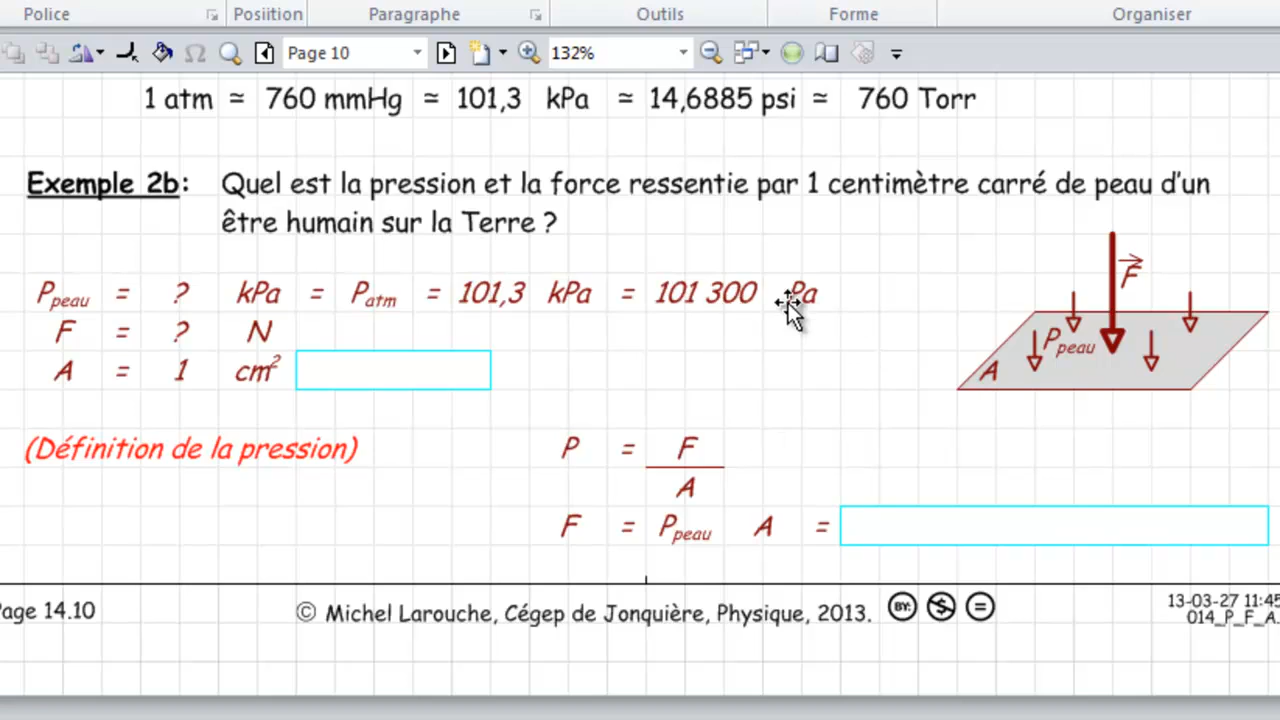 Police Posiition Paragraphe Outils Forme Organiser
Page 10 132%
1 atm ≃ 760 mmHg ≃ 101,3 kPa ≃ 14,6885 psi ≃ 760 Torr
Exemple 2b: Quel est la pression et la force ressentie par 1 centimètre carré de peau d'un
être humain sur la Terre ?
Ppeau = ? kPa = Patm = 101,3 kPa = 101 300 Pa
F = ? N
A = 1 cm²
F
Ppeau
A
(Définition de la pression) P = F
A
F = Ppeau A =
Page 14.10 © Michel Larouche, Cégep de Jonquière, Physique, 2013. BY: $ = 13-03-27 11:45
014_P_F_A.